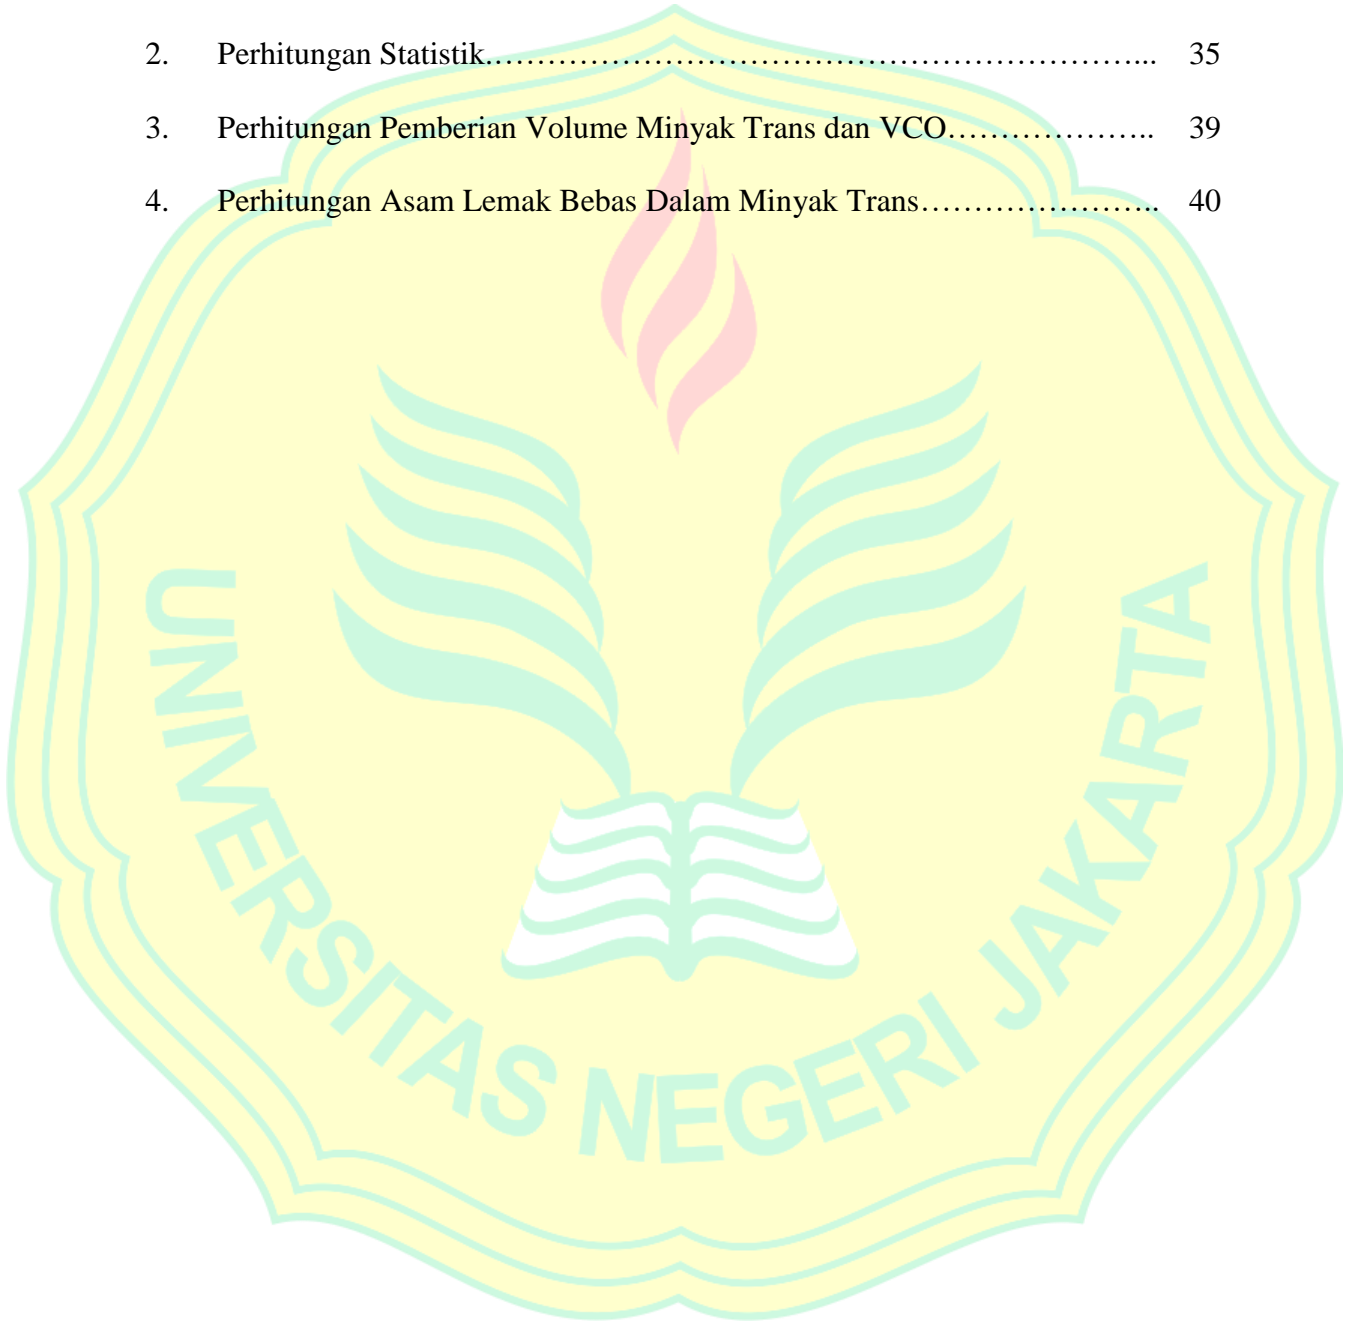 2. Perhitungan Statistik………………………………………………………... 35
3. Perhitungan Pemberian Volume Minyak Trans dan VCO……………….. 39
4. Perhitungan Asam Lemak Bebas Dalam Minyak Trans………………….. 40
UNIVERSITAS NEGERI JAKARTA